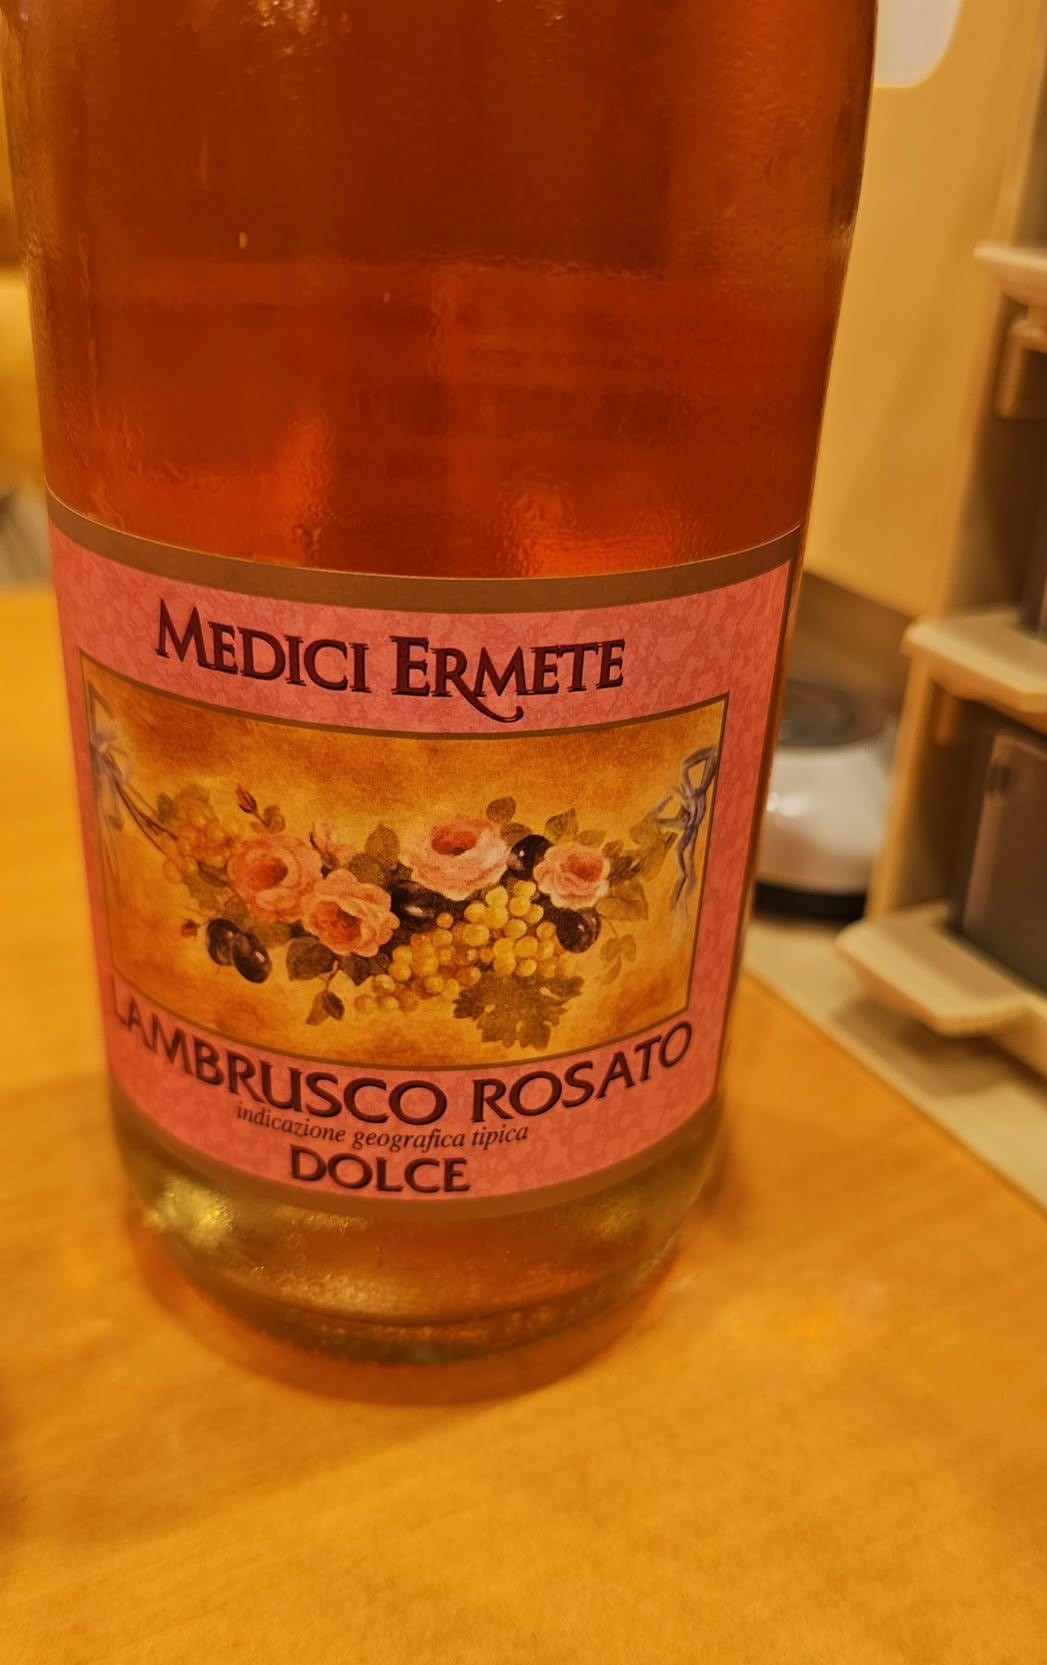 MEDICI ERMETE
LAMBRUSCO ROSATO
indicazione geografica tipica
DOLCE